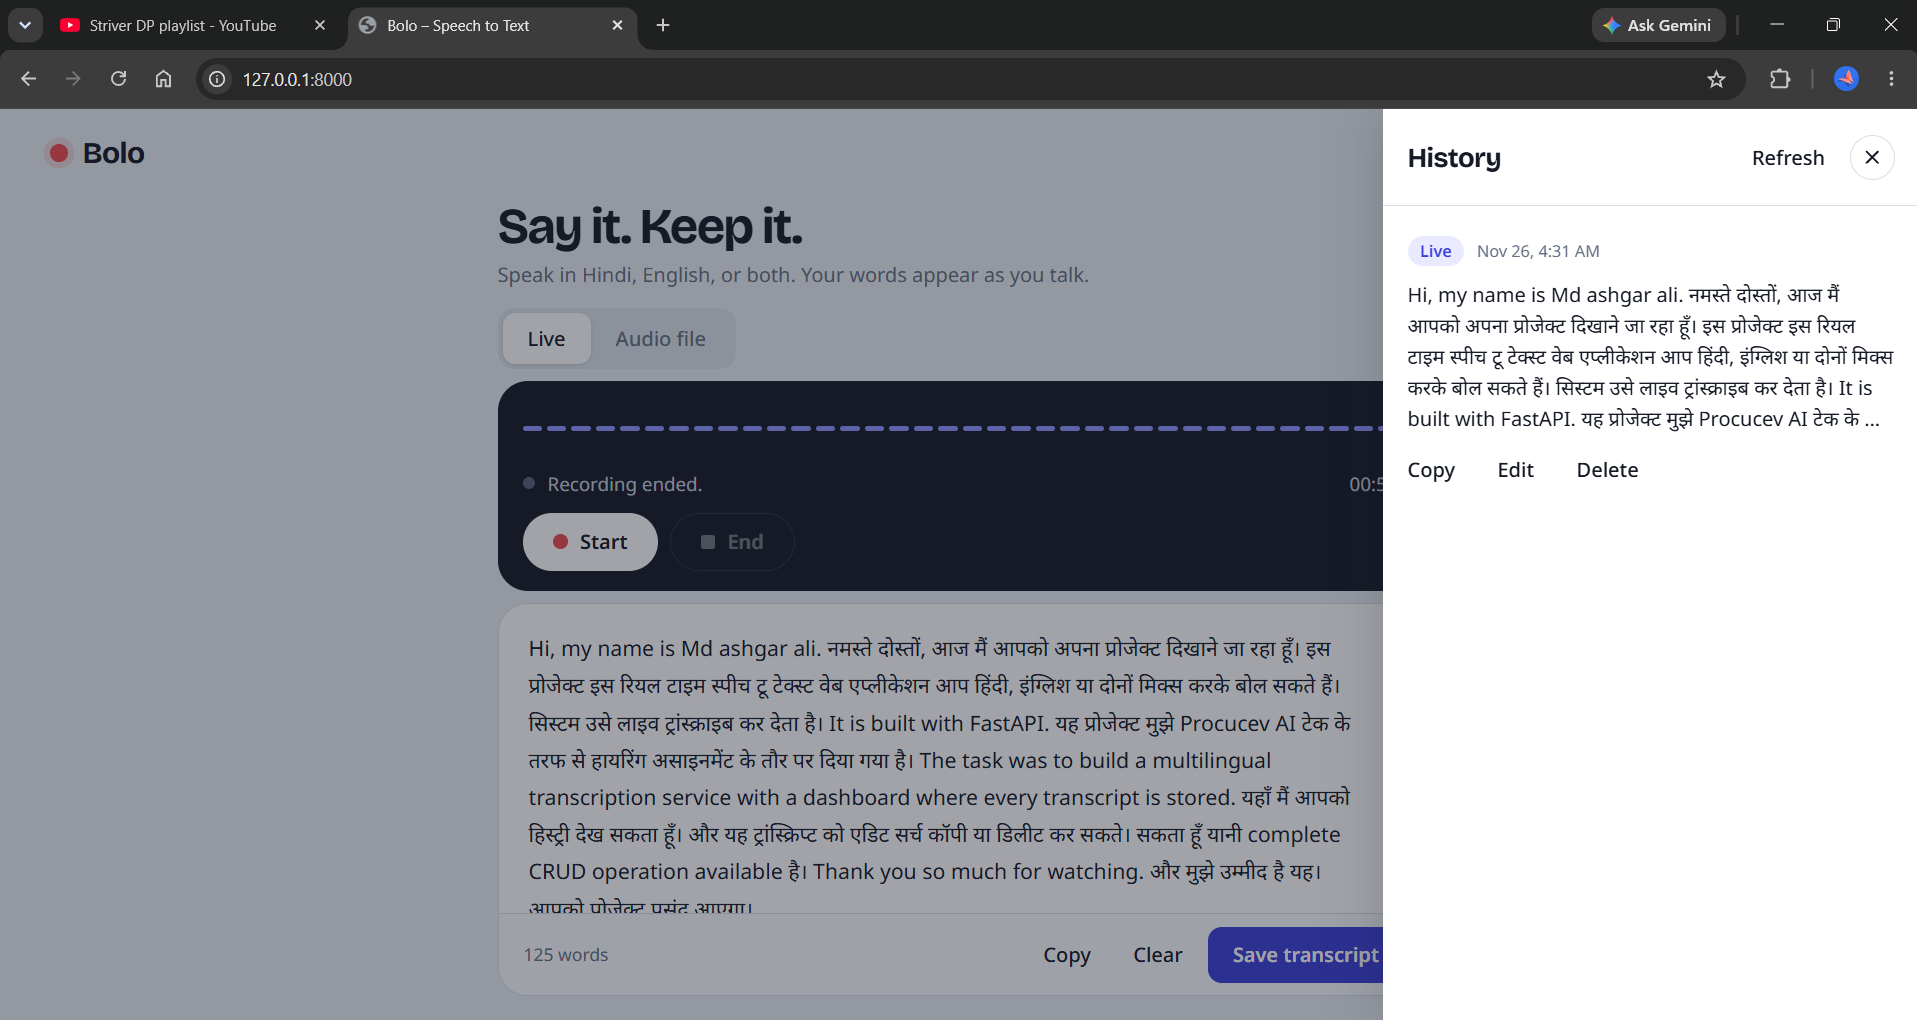 Striver DP playlist - YouTube
Bolo – Speech to Text
Ask Gemini
127.0.0.1:8000
Bolo
Say it. Keep it.
Speak in Hindi, English, or both. Your words appear as you talk.
Live
Audio file
Recording ended.
00:5
Start
End
Hi, my name is Md ashgar ali. नमस्ते दोस्तों, आज मैं आपको अपना प्रोजेक्ट दिखाने जा रहा हूँ। इस
प्रोजेक्ट इस रियल टाइम स्पीच टू टेक्स्ट वेब एप्लीकेशन आप हिंदी, इंग्लिश या दोनों मिक्स करके बोल सकते हैं।
सिस्टम उसे लाइव ट्रांस्क्राइब कर देता है। It is built with FastAPI. यह प्रोजेक्ट मुझे Procucev AI टेक के
तरफ से हायरिंग असाइनमेंट के तौर पर दिया गया है। The task was to build a multilingual
transcription service with a dashboard where every transcript is stored. यहाँ मैं आपको
हिस्ट्री देख सकता हूँ। और यह ट्रांस्क्रिप्ट को एडिट सर्च कॉपी या डिलीट कर सकते। सकता हूँ यानी complete
CRUD operation available है। Thank you so much for watching. और मुझे उम्मीद है यह।
आपको प्रोजेक्ट पसंद आएगा।
125 words
Copy
Clear
Save transcript
History
Refresh
Live
Nov 26, 4:31 AM
Hi, my name is Md ashgar ali. नमस्ते दोस्तों, आज मैं
आपको अपना प्रोजेक्ट दिखाने जा रहा हूँ। इस प्रोजेक्ट इस रियल
टाइम स्पीच टू टेक्स्ट वेब एप्लीकेशन आप हिंदी, इंग्लिश या दोनों मिक्स
करके बोल सकते हैं। सिस्टम उसे लाइव ट्रांस्क्राइब कर देता है। It is
built with FastAPI. यह प्रोजेक्ट मुझे Procucev AI टेक के ...
Copy
Edit
Delete